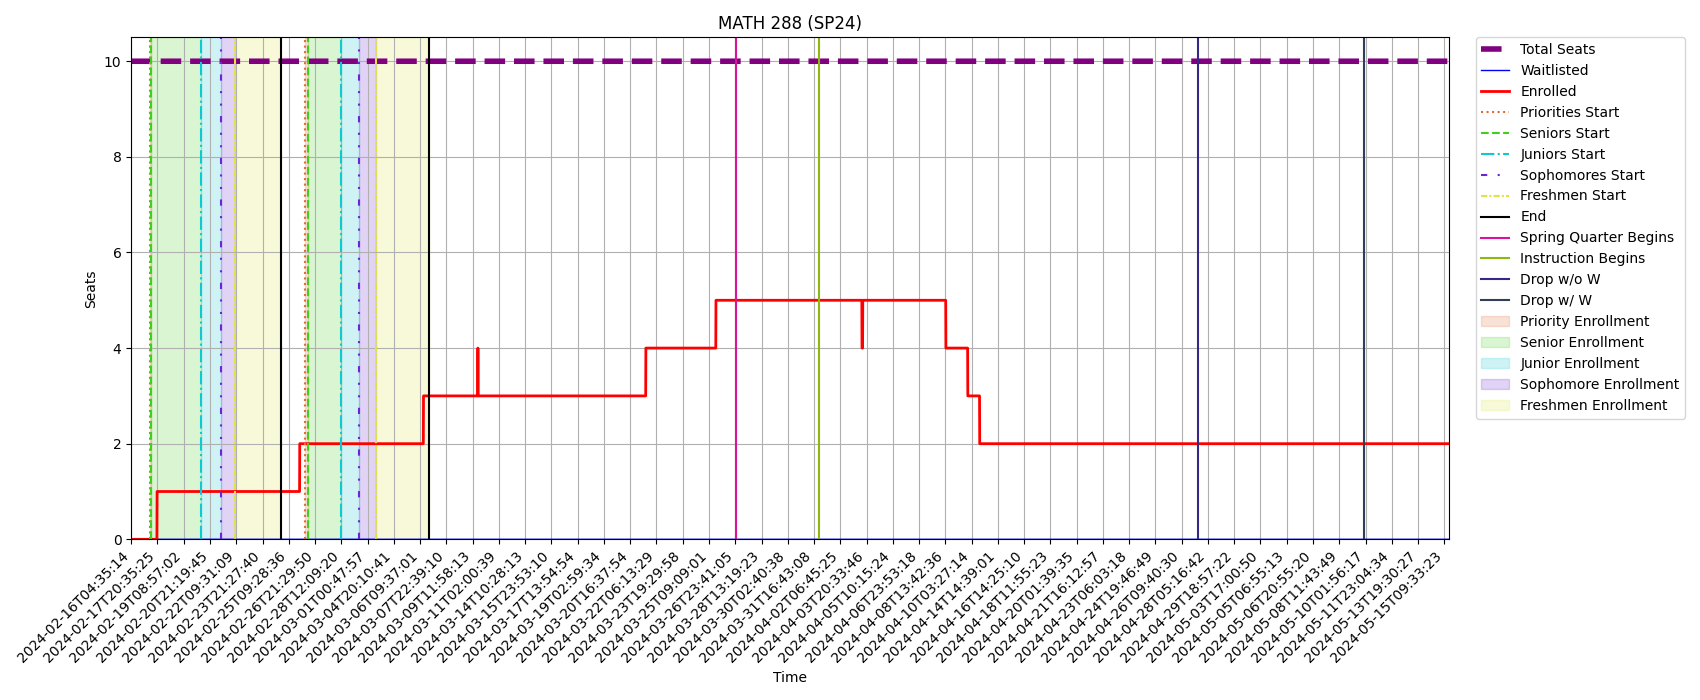 MATH 288 (SP24)
10
8
6
4
2
0
Seats
2024-02-16T04:35:14
2024-02-17T20:35:25
2024-02-19T08:57:02
2024-02-20T21:19:45
2024-02-22T09:31:09
2024-02-23T21:27:40
2024-02-25T09:28:36
2024-02-26T21:29:50
2024-02-28T12:09:20
2024-03-01T00:47:57
2024-03-04T20:10:41
2024-03-06T09:37:01
2024-03-07T22:39:10
2024-03-09T11:58:13
2024-03-14T02:00:39
2024-03-14T10:28:13
2024-03-15T23:53:10
2024-03-17T13:54:54
2024-03-19T02:59:34
2024-03-20T16:37:54
2024-03-22T06:13:29
2024-03-23T19:29:58
2024-03-25T09:09:01
2024-03-26T23:41:05
2024-03-28T13:19:23
2024-03-30T02:40:38
2024-03-31T16:43:08
2024-04-02T06:45:25
2024-04-03T20:33:46
2024-04-05T10:15:24
2024-04-06T23:53:18
2024-04-08T13:42:36
2024-04-10T03:27:14
2024-04-14T14:39:01
2024-04-16T14:25:10
2024-04-18T11:55:23
2024-04-20T01:39:35
2024-04-21T16:12:57
2024-04-23T06:03:18
2024-04-24T19:46:49
2024-04-26T09:40:30
2024-04-28T05:16:42
2024-04-29T18:57:22
2024-05-03T17:00:50
2024-05-05T06:55:13
2024-05-06T20:55:20
2024-05-08T11:43:49
2024-05-10T01:56:17
2024-05-11T23:04:34
2024-05-13T19:30:27
2024-05-15T09:33:23
Time
Total Seats
Waitlisted
Enrolled
Priorities Start
Seniors Start
Juniors Start
Sophomores Start
Freshmen Start
End
Spring Quarter Begins
Instruction Begins
Drop w/o W
Drop w/ W
Priority Enrollment
Senior Enrollment
Junior Enrollment
Sophomore Enrollment
Freshmen Enrollment